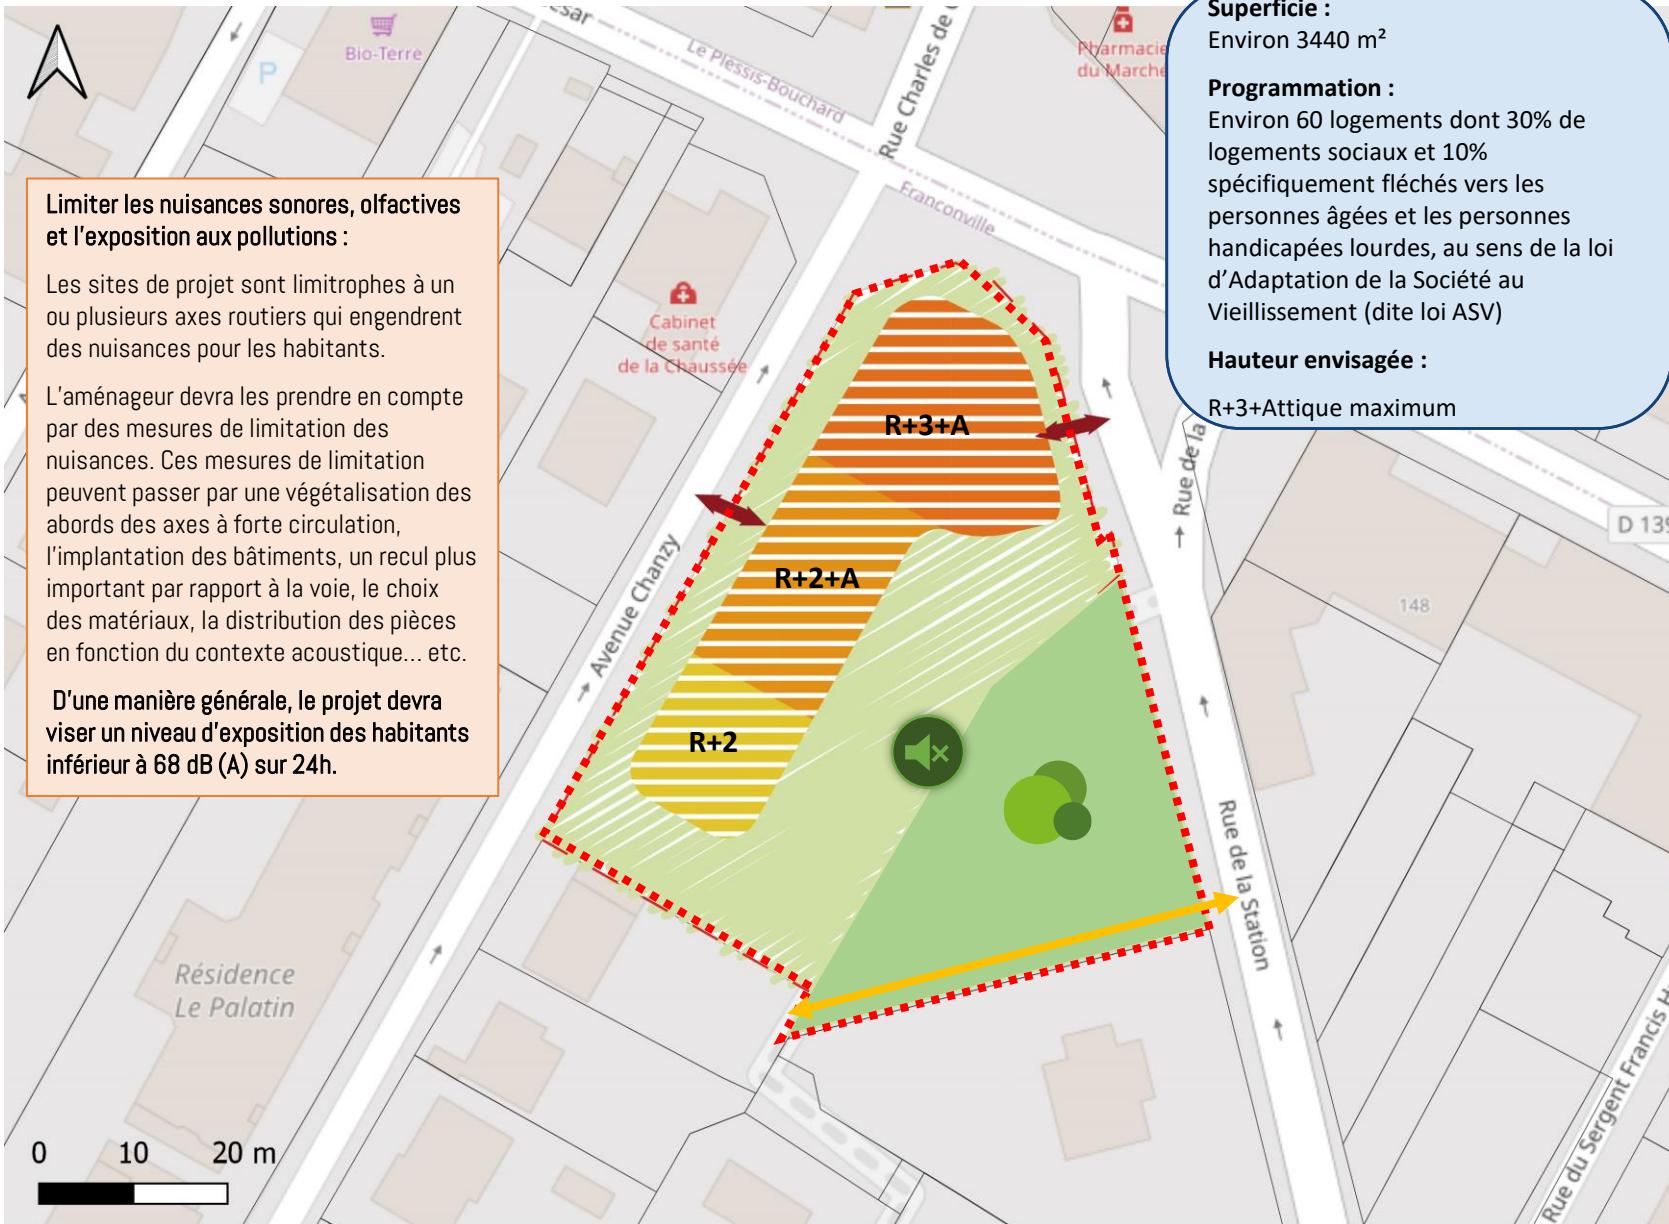 Superficie :
Environ 3440 m²
Programmation :
Environ 60 logements dont 30% de
logements sociaux et 10%
spécifiquement fléchés vers les
personnes âgées et les personnes
handicapées lourdes, au sens de la loi
d'Adaptation de la Société au
Vieillissement (dite loi ASV)
Hauteur envisagée :
R+3+Attique maximum
Limiter les nuisances sonores, olfactives
et l'exposition aux pollutions :
Les sites de projet sont limitrophes à un
ou plusieurs axes routiers qui engendrent
des nuisances pour les habitants.
L'aménageur devra les prendre en compte
par des mesures de limitation des
nuisances. Ces mesures de limitation
peuvent passer par une végétalisation des
abords des axes à forte circulation,
l'implantation des bâtiments, un recul plus
important par rapport à la voie, le choix
des matériaux, la distribution des pièces
en fonction du contexte acoustique... etc.
D'une manière générale, le projet devra
viser un niveau d'exposition des habitants
inférieur à 68 dB (A) sur 24h.
Bio-Terre
P
Le Plessis-Bouchard
Franconville
Rue Charles de
Pharmacie
du Marché
Cabinet
de santé
de la Chaussée
R+3+A
R+2+A
R+2
Avenue Chanzy
Rue de la
D 139
148
Rue de la Station
Résidence
Le Palatin
Rue du Sergent Francis
0 10 20 m